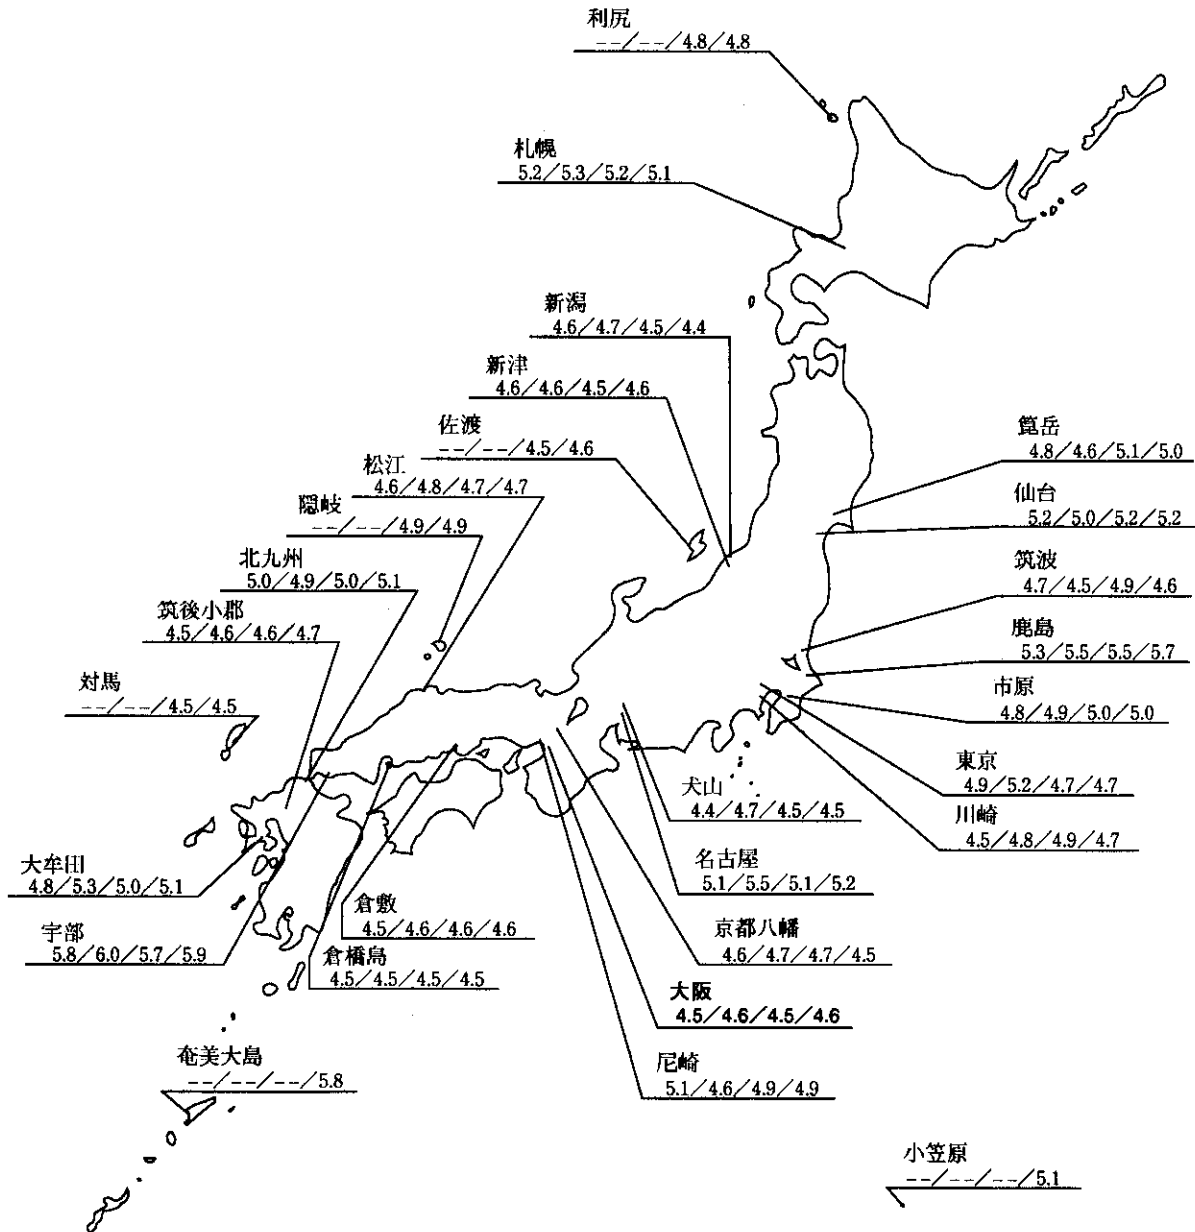 利尻
--/--/4.8/4.8
札幌
5.2/5.3/5.2/5.1
新潟
4.6/4.7/4.5/4.4
新津
4.6/4.6/4.5/4.6
佐渡
--/--/4.5/4.6
松江
4.6/4.8/4.7/4.7
隠岐
--/--/4.9/4.9
北九州
5.0/4.9/5.0/5.1
筑後小郡
4.5/4.6/4.6/4.7
対馬
--/--/4.5/4.5
箟岳
4.8/4.6/5.1/5.0
仙台
5.2/5.0/5.2/5.2
筑波
4.7/4.5/4.9/4.6
鹿島
5.3/5.5/5.5/5.7
市原
4.8/4.9/5.0/5.0
東京
4.9/5.2/4.7/4.7
川崎
4.5/4.8/4.9/4.7
犬山
4.4/4.7/4.5/4.5
名古屋
5.1/5.5/5.1/5.2
京都八幡
4.6/4.7/4.7/4.5
大阪
4.5/4.6/4.5/4.6
尼崎
5.1/4.6/4.9/4.9
大牟田
4.8/5.3/5.0/5.1
宇部
5.8/6.0/5.7/5.9
倉敷
4.5/4.6/4.6/4.6
倉橋島
4.5/4.5/4.5/4.5
奄美大島
--/--/--/5.8
小笠原
--/--/--/5.1